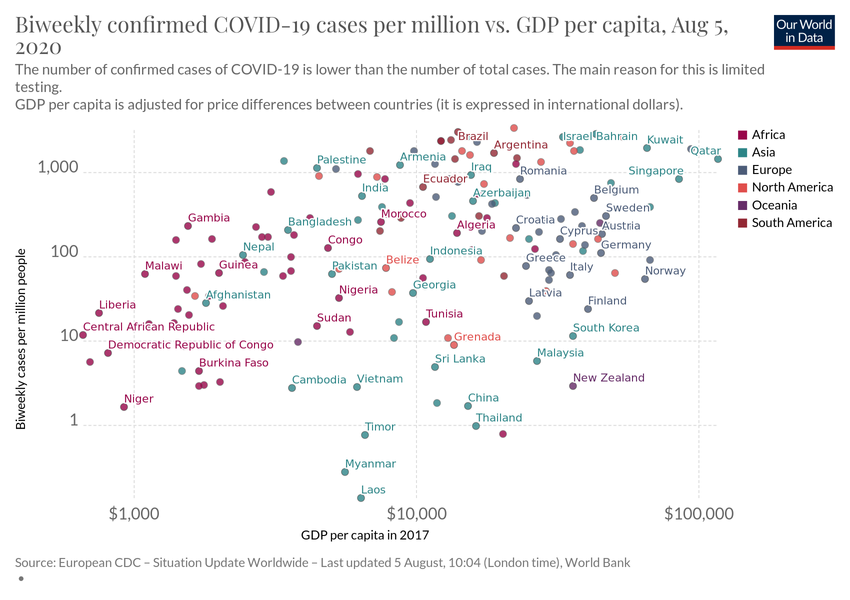 Biweekly confirmed COVID-19 cases per million vs. GDP per capita, Aug 5,
2020
Our World
in Data
The number of confirmed cases of COVID-19 is lower than the number of total cases. The main reason for this is limited
testing.
GDP per capita is adjusted for price differences between countries (it is expressed in international dollars).
Africa
Asia
Europe
North America
Oceania
South America
Biweekly cases per million people
1,000
100
10
1
Brazil
Israel
Bahrain
Kuwait
Argentina
Qatar
Palestine
Armenia
Iraq
Romania
Singapore
Ecuador
India
Azerbaijan
Belgium
Sweden
Gambia
Bangladesh
Morocco
Algeria
Croatia
Cyprus
Austria
Congo
Nepal
Indonesia
Germany
Malawi
Guinea
Pakistan
Belize
Greece
Italy
Norway
Afghanistan
Nigeria
Georgia
Latvia
Finland
Liberia
Sudan
Tunisia
Central African Republic
South Korea
Grenada
Democratic Republic of Congo
Malaysia
Burkina Faso
Sri Lanka
Cambodia
Vietnam
New Zealand
Niger
China
Thailand
Timor
Myanmar
Laos
$1,000
$10,000
$100,000
GDP per capita in 2017
Source: European CDC – Situation Update Worldwide – Last updated 5 August, 10:04 (London time), World Bank